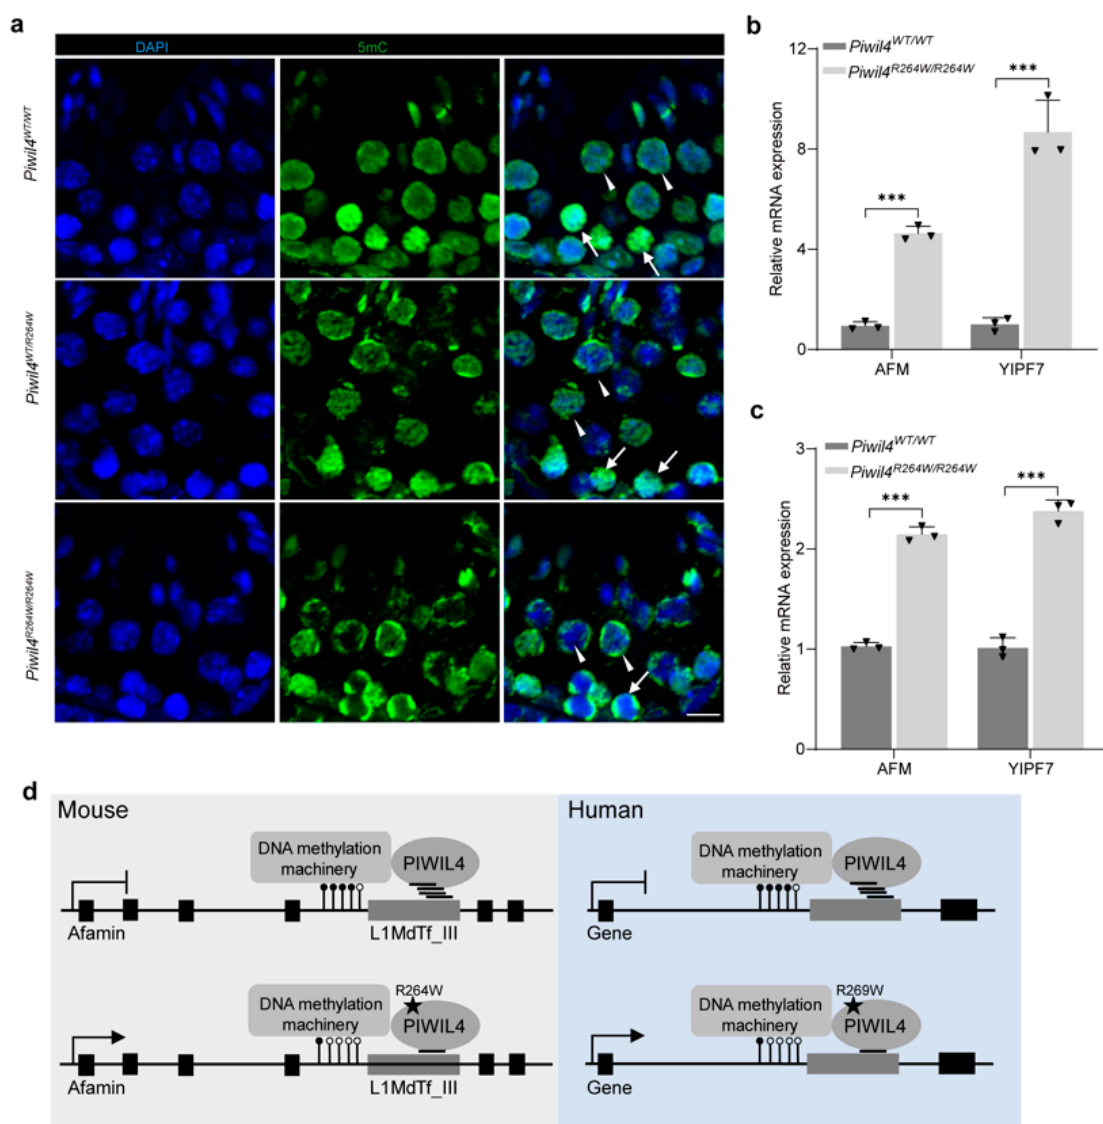 a
DAPI 5mC
Piwil4WT/WT
Piwil4WT/R264W
Piwil4R264W/R264W
b
12
8
4
0
Relative mRNA expression
Piwil4WT/WT
Piwil4R264W/R264W
***
***
AFM YIPF7
c
3
2
1
0
Relative mRNA expression
Piwil4WT/WT
Piwil4R264W/R264W
***
***
AFM YIPF7
d
Mouse
DNA methylation
machinery
PIWIL4
Afamin
L1MdTf_III
R264W
DNA methylation
machinery
PIWIL4
Afamin
L1MdTf_III
Human
DNA methylation
machinery
PIWIL4
Gene
R269W
DNA methylation
machinery
PIWIL4
Gene